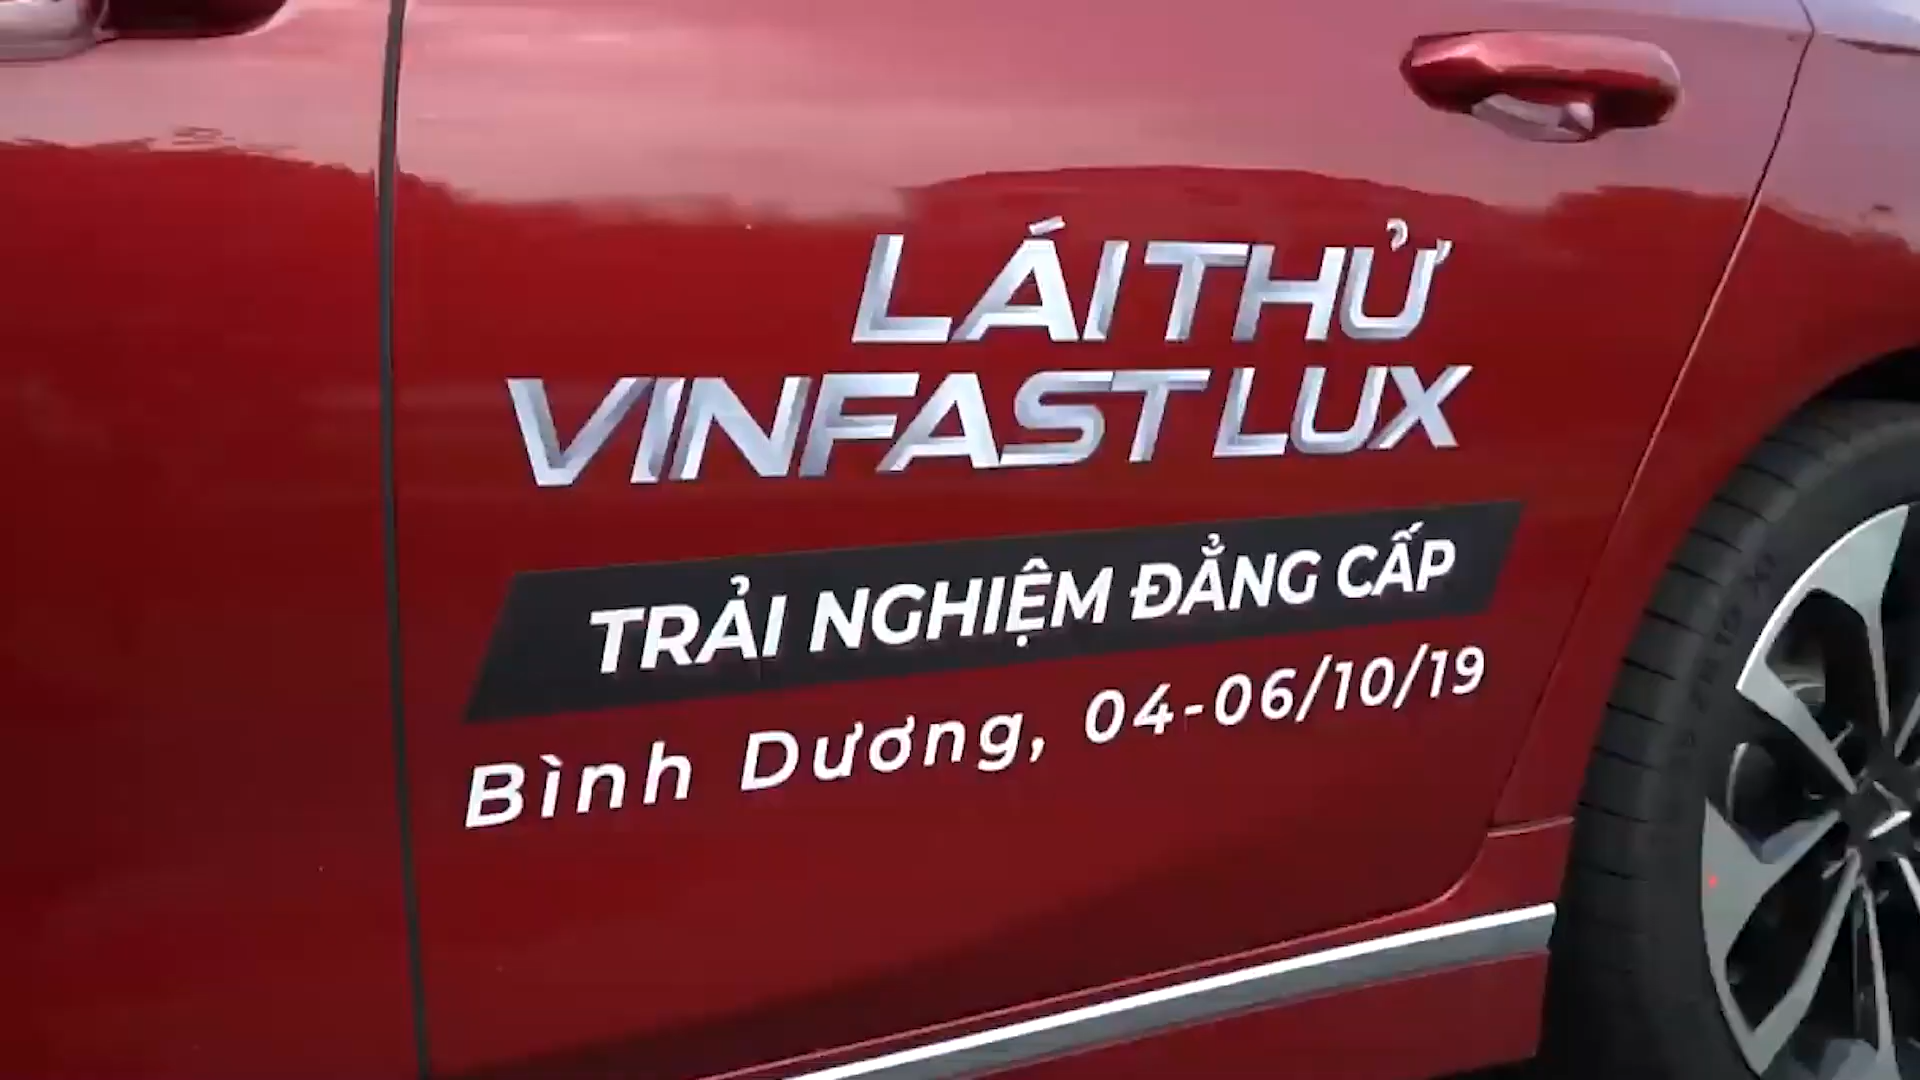 LÁI THỬ
VINFAST LUX
TRẢI NGHIỆM ĐẲNG CẤP
Bình Dương, 04-06/10/19